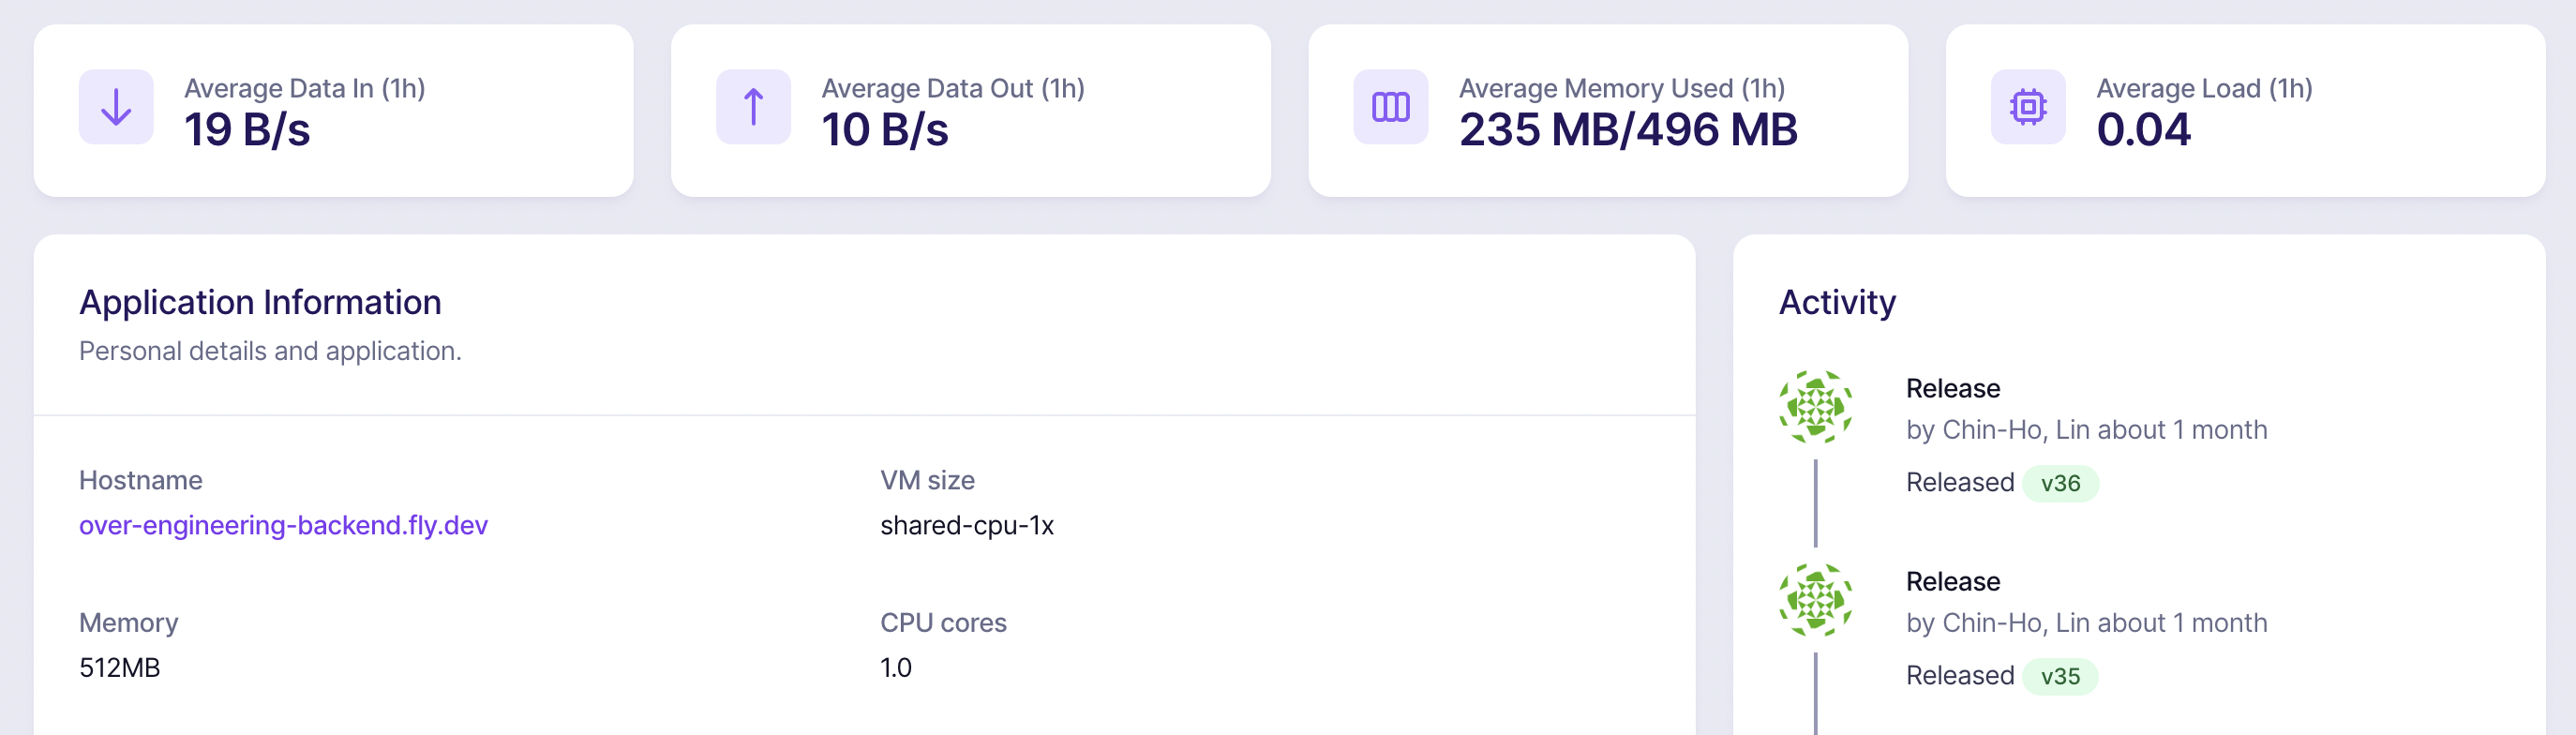 Average Data In (1h)
19 B/s
Average Data Out (1h)
10 B/s
Average Memory Used (1h)
235 MB/496 MB
Average Load (1h)
0.04
Application Information
Personal details and application.
Hostname
over-engineering-backend.fly.dev
VM size
shared-cpu-1x
Memory
512MB
CPU cores
1.0
Activity
Release
by Chin-Ho, Lin about 1 month
Released v36
Release
by Chin-Ho, Lin about 1 month
Released v35